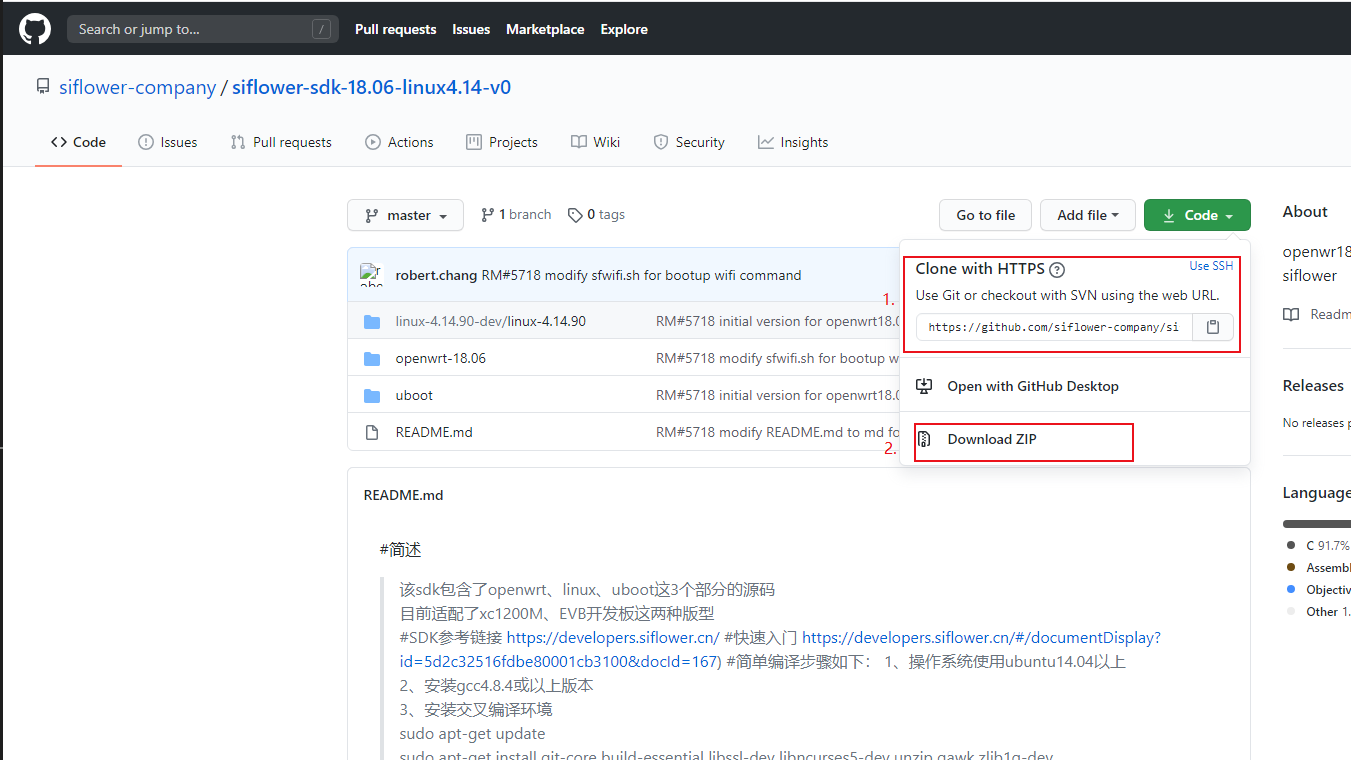 Search or jump to... / Pull requests Issues Marketplace Explore
siflower-company / siflower-sdk-18.06-linux4.14-v0
Code Issues Pull requests Actions Projects Wiki Security Insights
master 1 branch 0 tags Go to file Add file Code
About
openwr18
siflower
Readm
Releases
No releases p
Language
C 91.7%
Assembl
Objectiv
Other 1.
robert.chang RM#5718 modify sfwifi.sh for bootup wifi command
linux-4.14.90-dev/linux-4.14.90 RM#5718 initial version for openwrt18.0
openwrt-18.06 RM#5718 modify sfwifi.sh for bootup w
uboot RM#5718 initial version for openwrt18.0
README.md RM#5718 modify README.md to md fo
1.
Clone with HTTPS ? Use SSH
Use Git or checkout with SVN using the web URL.
https://github.com/siflower-company/si
Open with GitHub Desktop
2.
Download ZIP
README.md
#简述
该sdk包含了openwrt、linux、uboot这3个部分的源码
目前适配了xc1200M、EVB开发板这两种版型
#SDK参考链接 https://developers.siflower.cn/ #快速入门 https://developers.siflower.cn/#/documentDisplay?
id=5d2c32516fdbe80001cb3100&docId=167) #简单编译步骤如下： 1、操作系统使用ubuntu14.04以上
2、安装gcc4.8.4或以上版本
3、安装交叉编译环境
sudo apt-get update
sudo apt-get install git-core build-essential libssl-dev libncurses5-dev unzip gawk zlib1g-dev